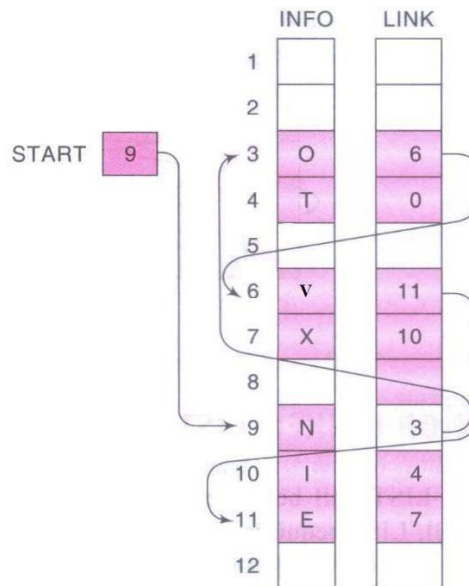 INFO LINK
1
2
START 9 3 O 6
4 T 0
5
6 V 11
7 X 10
8
9 N 3
10 I 4
11 E 7
12